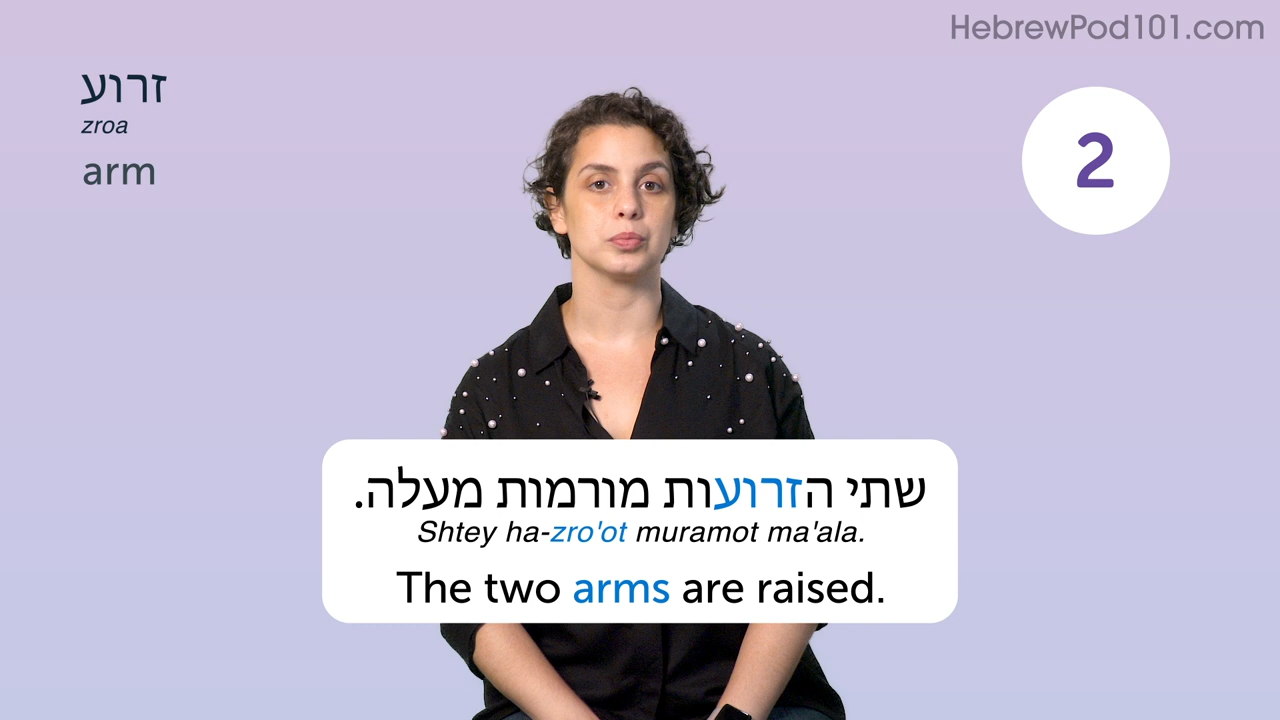 HebrewPod101.com
זרוע
zroa
arm
2
שתי הזרועות מורמות מעלה.
Shtey ha-zro'ot muramot ma'ala.
The two arms are raised.